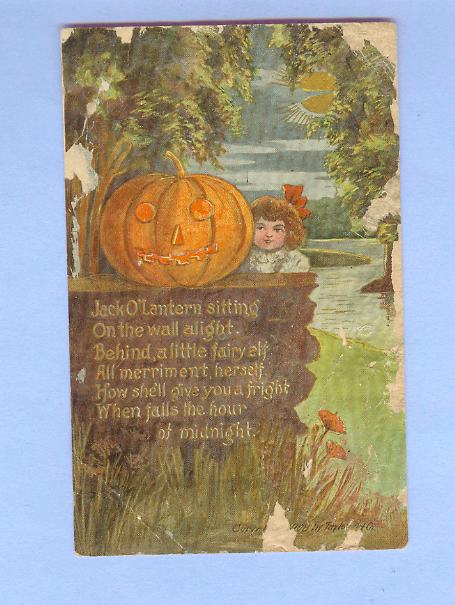 Jack O'Lantern sitting
On the wall alight.
Behind, a little fairy elf
All merriment, herself
How she'll give you a fright
When falls the hour
of midnight.